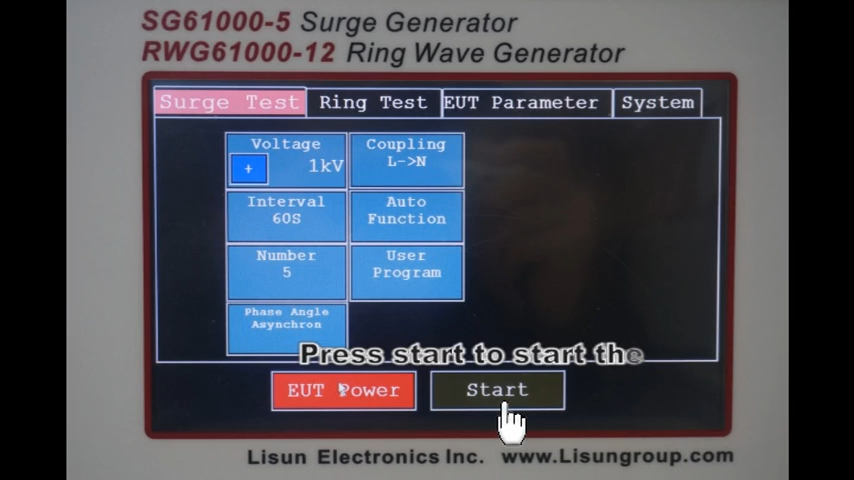 SG61000-5 Surge Generator
RWG61000-12 Ring Wave Generator
Surge Test Ring Test EUT Parameter System
Voltage
+ 1kV
Coupling
L->N
Interval
60S
Auto
Function
Number
5
User
Program
Phase Angle
Asynchron
Press start to start the
EUT Power Start
Lisun Electronics Inc. www.Lisungroup.com